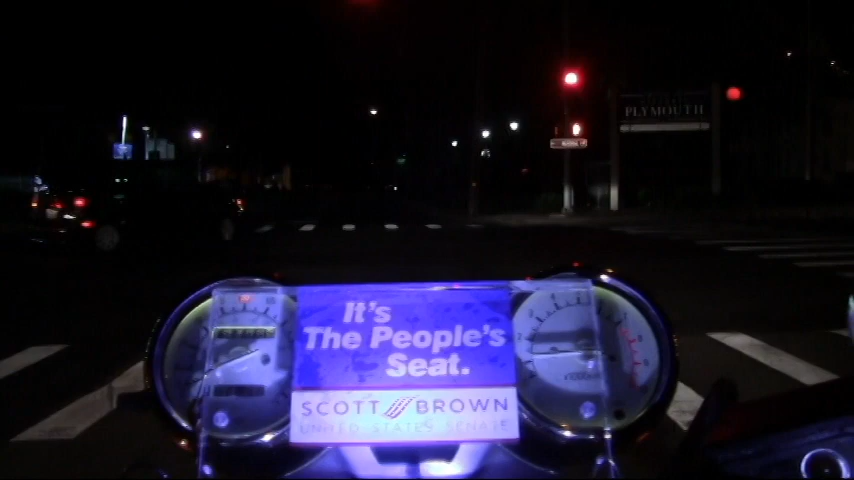 PLYMOUTH
It's
The People's
Seat.
SCOTT BROWN
UNITED STATES SENATE